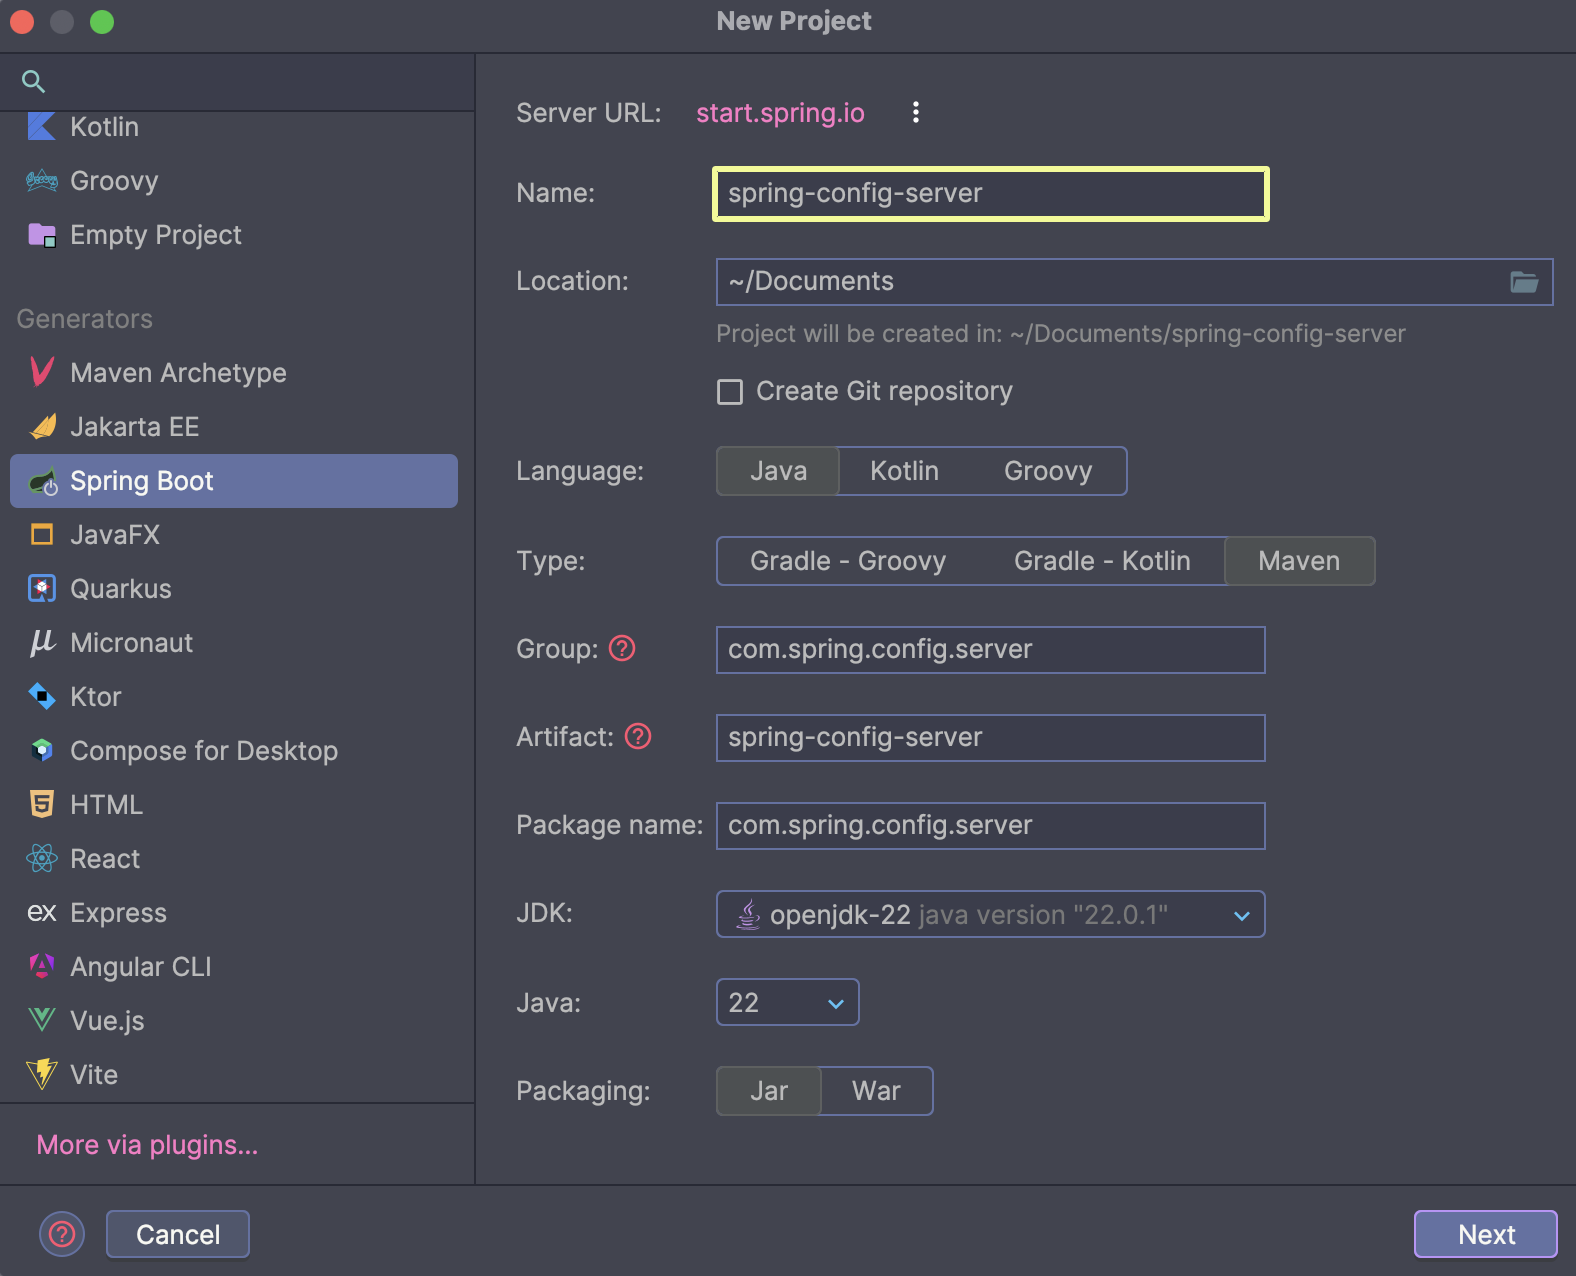 New Project
Kotlin
Groovy
Empty Project
Generators
Maven Archetype
Jakarta EE
Spring Boot
JavaFX
Quarkus
Micronaut
Ktor
Compose for Desktop
HTML
React
ex Express
Angular CLI
Vue.js
Vite
More via plugins...
Server URL: start.spring.io
Name: spring-config-server
Location: ~/Documents
Project will be created in: ~/Documents/spring-config-server
Create Git repository
Language: Java Kotlin Groovy
Type: Gradle - Groovy Gradle - Kotlin Maven
Group: ? com.spring.config.server
Artifact: ? spring-config-server
Package name: com.spring.config.server
JDK: openjdk-22 java version "22.0.1"
Java: 22
Packaging: Jar War
? Cancel Next